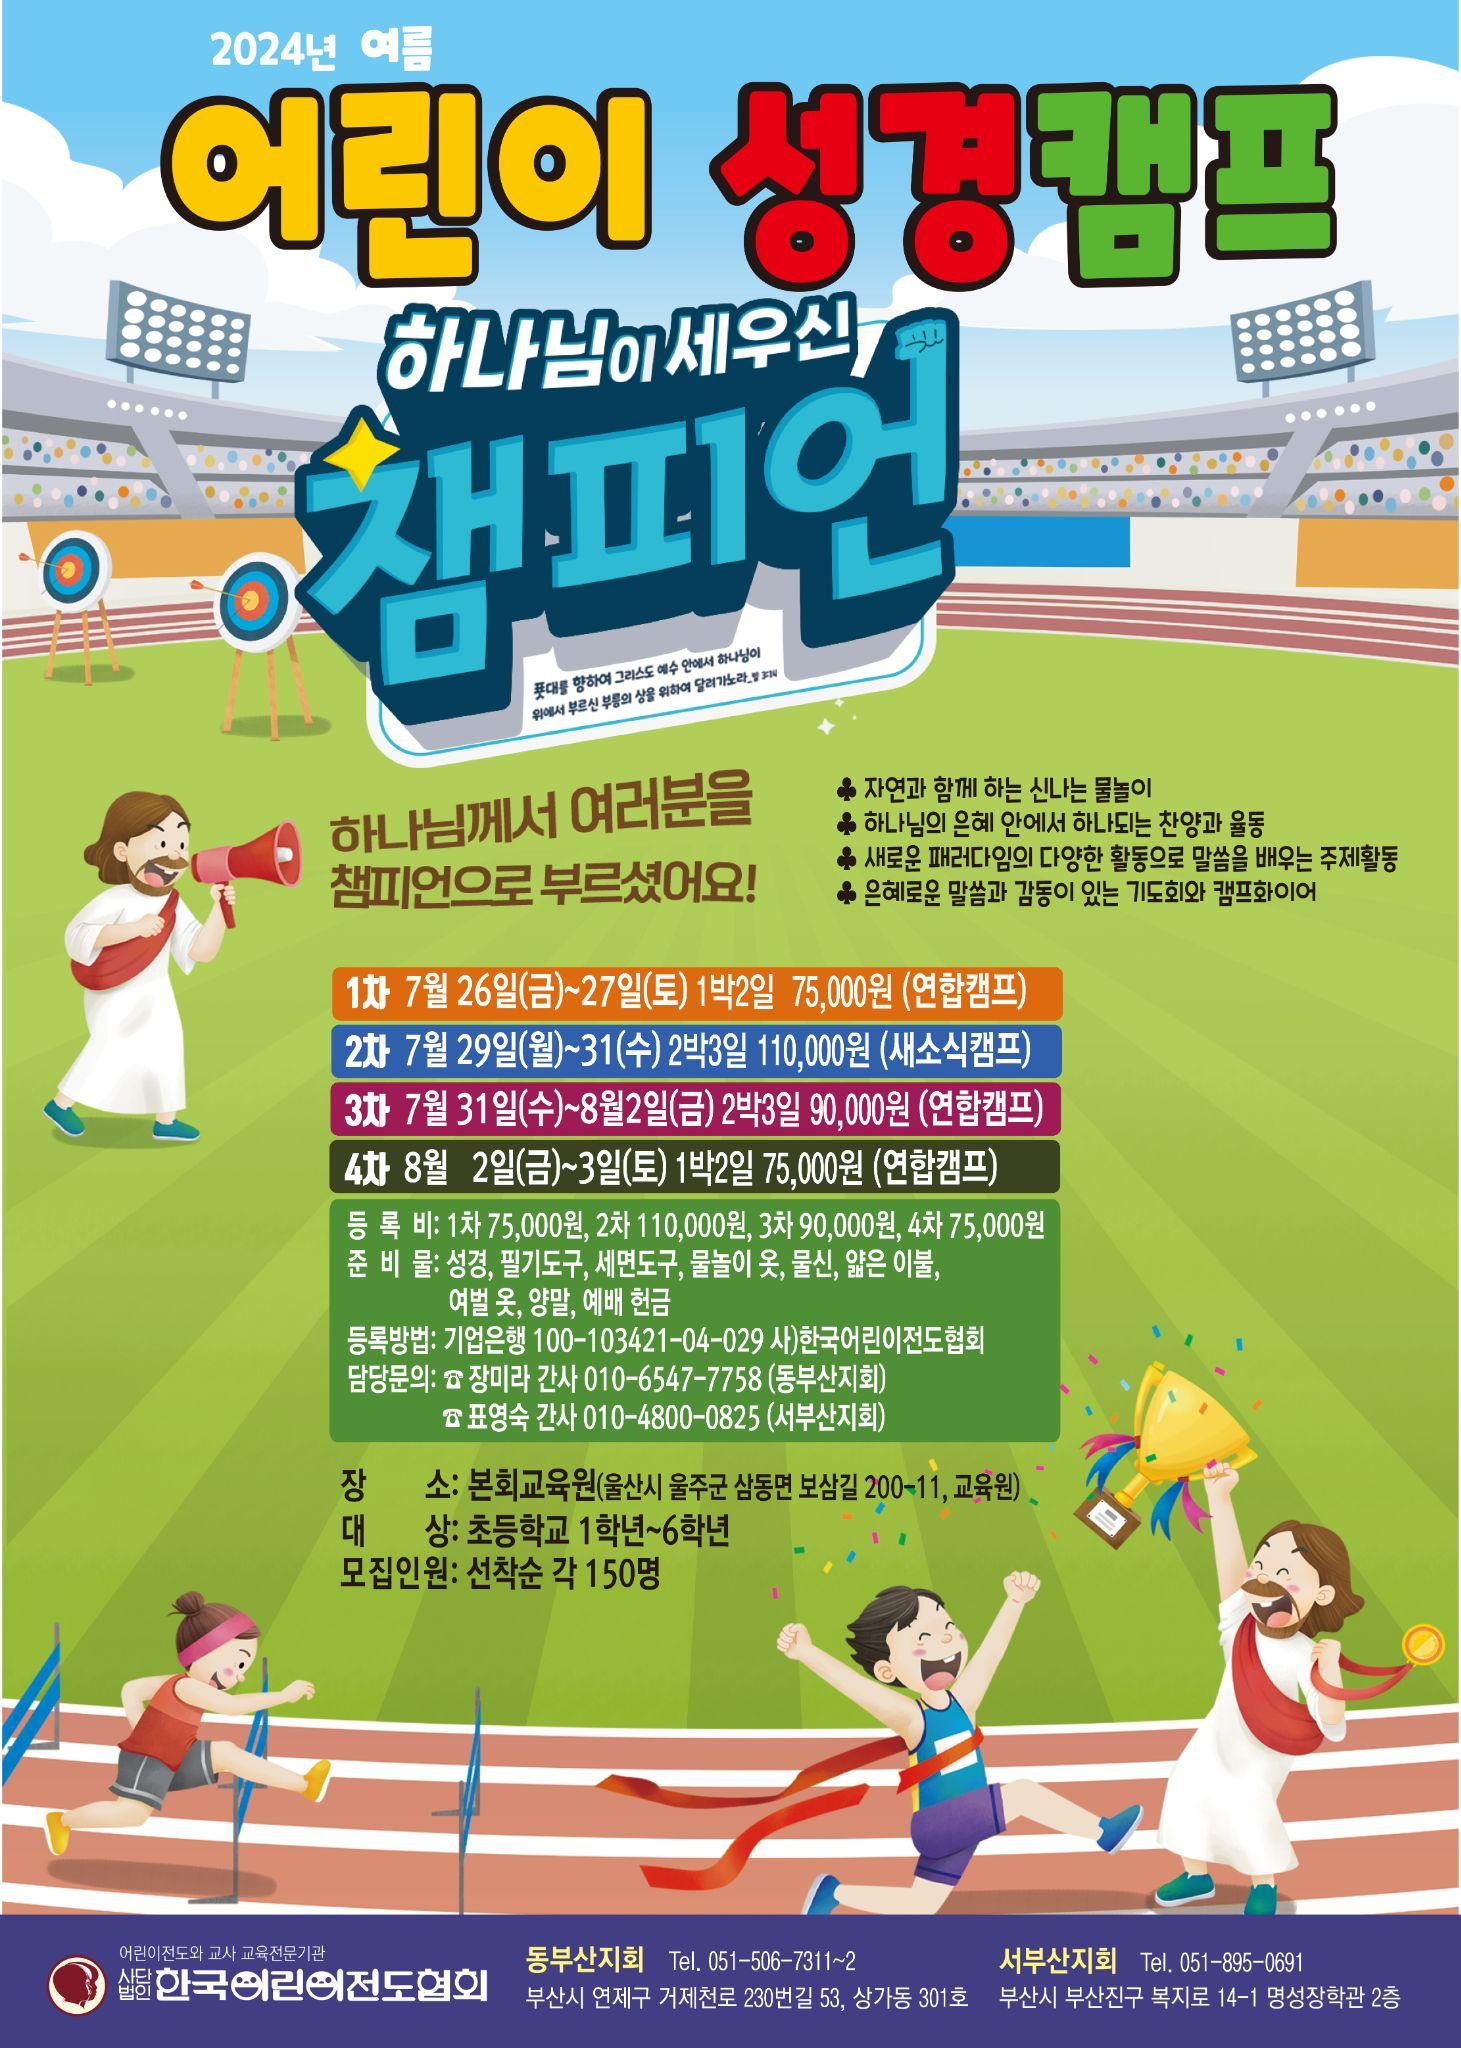 2024년 여름
어린이 성경캠프
하나님이 세우신,
챔피언
푯대를 향하여 그리스도 예수 안에서 하나님이
위에서 부르신 부름의 상을 위하여 달려가노라_빌 3:14
하나님께서 여러분을
챔피언으로 부르셨어요!
♣ 자연과 함께 하는 신나는 물놀이
♣ 하나님의 은혜 안에서 하나되는 찬양과 율동
♣ 새로운 패러다임의 다양한 활동으로 말씀을 배우는 주제활동
♣ 은혜로운 말씀과 감동이 있는 기도회와 캠프화이어
1차 7월 26일(금)~27일(토) 1박2일 75,000원 (연합캠프)
2차 7월 29일(월)~31(수) 2박3일 110,000원 (새소식캠프)
3차 7월 31일(수)~8월2일(금) 2박3일 90,000원 (연합캠프)
4차 8월 2일(금)~3일(토) 1박2일 75,000원 (연합캠프)
등 록 비: 1차 75,000원, 2차 110,000원, 3차 90,000원, 4차 75,000원
준 비 물: 성경, 필기도구, 세면도구, 물놀이 옷, 물신, 얇은 이불,
여벌 옷, 양말, 예배 헌금
등록방법: 기업은행 100-103421-04-029 사)한국어린이전도협회
담당문의: ☎ 장미라 간사 010-6547-7758 (동부산지회)
☎ 표영숙 간사 010-4800-0825 (서부산지회)
장 소: 본회교육원(울산시 울주군 삼동면 보삼길 200-11, 교육원)
대 상: 초등학교 1학년~6학년
모집인원: 선착순 각 150명
어린이전도와 교사 교육전문기관
사단법인 한국어린이전도협회
동부산지회 Tel. 051-506-7311~2
부산시 연제구 거제천로 230번길 53, 상가동 301호
서부산지회 Tel. 051-895-0691
부산시 부산진구 복지로 14-1 명성장학관 2층